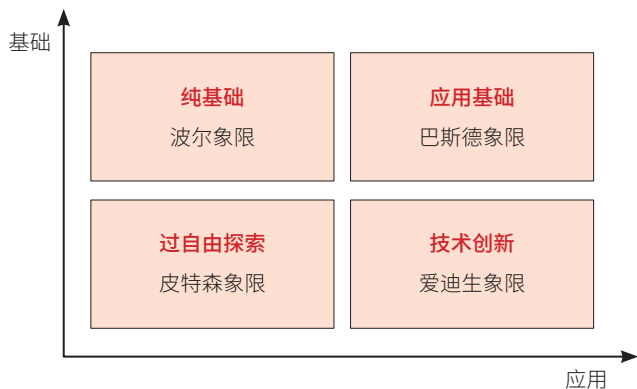 基础
纯基础
波尔象限
应用基础
巴斯德象限
过自由探索
皮特森象限
技术创新
爱迪生象限
应用